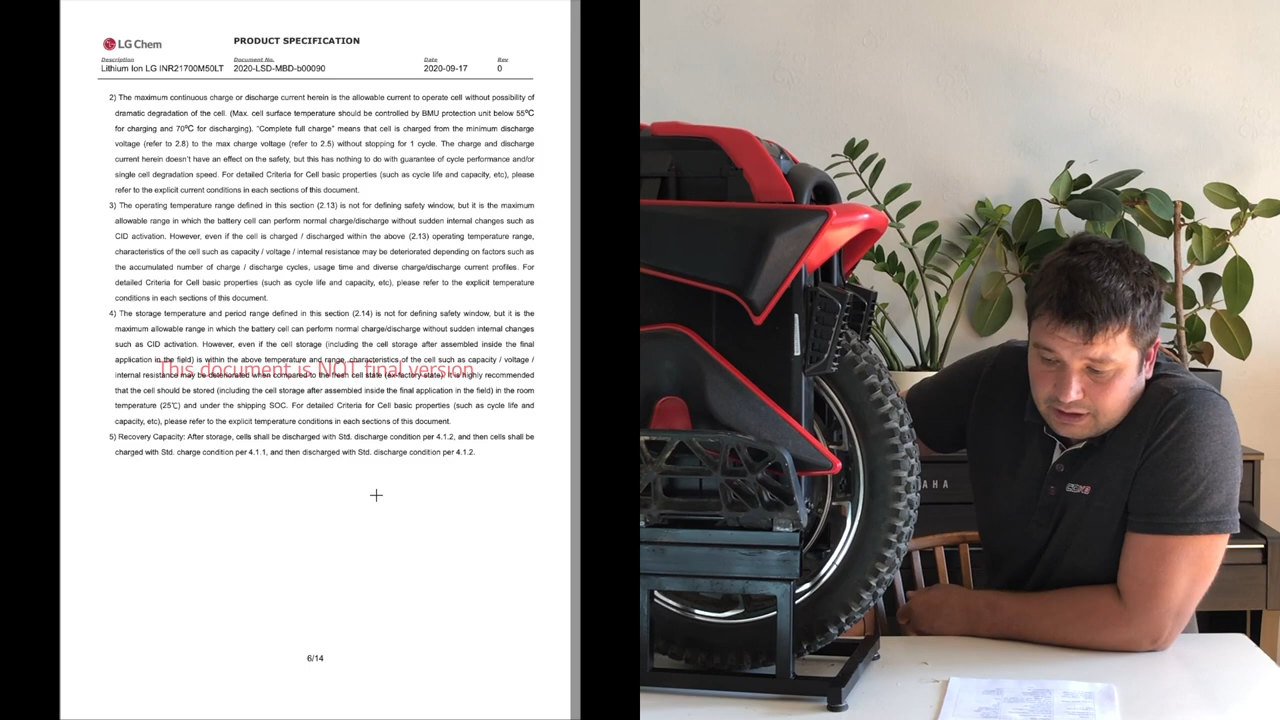 LG Chem
PRODUCT SPECIFICATION
Description
Document No.
Date
Rev
Lithium Ion LG INR21700M50LT
2020-LSD-MBD-b00090
2020-09-17
0
2) The maximum continuous charge or discharge current herein is the allowable current to operate cell without possibility of
dramatic degradation of the cell. (Max. cell surface temperature should be controlled by BMU protection unit below 55℃
for charging and 70℃ for discharging). "Complete full charge" means that cell is charged from the minimum discharge
voltage (refer to 2.8) to the max charge voltage (refer to 2.5) without stopping for 1 cycle. The charge and discharge
current herein doesn't have an effect on the safety, but this has nothing to do with guarantee of cycle performance and/or
single cell degradation speed. For detailed Criteria for Cell basic properties (such as cycle life and capacity, etc), please
refer to the explicit current conditions in each sections of this document.
3) The operating temperature range defined in this section (2.13) is not for defining safety window, but it is the maximum
allowable range in which the battery cell can perform normal charge/discharge without sudden internal changes such as
CID activation. However, even if the cell is charged / discharged within the above (2.13) operating temperature range,
characteristics of the cell such as capacity / voltage / internal resistance may be deteriorated depending on factors such as
the accumulated number of charge / discharge cycles, usage time and diverse charge/discharge current profiles. For
detailed Criteria for Cell basic properties (such as cycle life and capacity, etc), please refer to the explicit temperature
conditions in each sections of this document.
4) The storage temperature and period range defined in this section (2.14) is not for defining safety window, but it is the
maximum allowable range in which the battery cell can perform normal charge/discharge without sudden internal changes
such as CID activation. However, even if the cell storage (including the cell storage after assembled inside the final
application in the field) is within the above temperature and range, characteristics of the cell such as capacity / voltage /
This document is NOT final version
internal resistance may be deteriorated when compared to the fresh cell state (ex-factory state). It is highly recommended
that the cell should be stored (including the cell storage after assembled inside the final application in the field) in the room
temperature (25℃) and under the shipping SOC. For detailed Criteria for Cell basic properties (such as cycle life and
capacity, etc), please refer to the explicit temperature conditions in each sections of this document.
5) Recovery Capacity: After storage, cells shall be discharged with Std. discharge condition per 4.1.2, and then cells shall be
charged with Std. charge condition per 4.1.1, and then discharged with Std. discharge condition per 4.1.2.
6/14
AHA